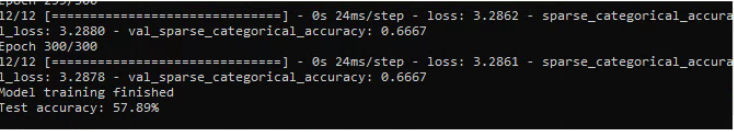 Epoch 299/300
12/12 [==============================] - 0s 24ms/step - loss: 3.2862 - sparse_categorical_accura
l_loss: 3.2880 - val_sparse_categorical_accuracy: 0.6667
Epoch 300/300
12/12 [==============================] - 0s 24ms/step - loss: 3.2861 - sparse_categorical_accura
l_loss: 3.2878 - val_sparse_categorical_accuracy: 0.6667
Model training finished
Test accuracy: 57.89%